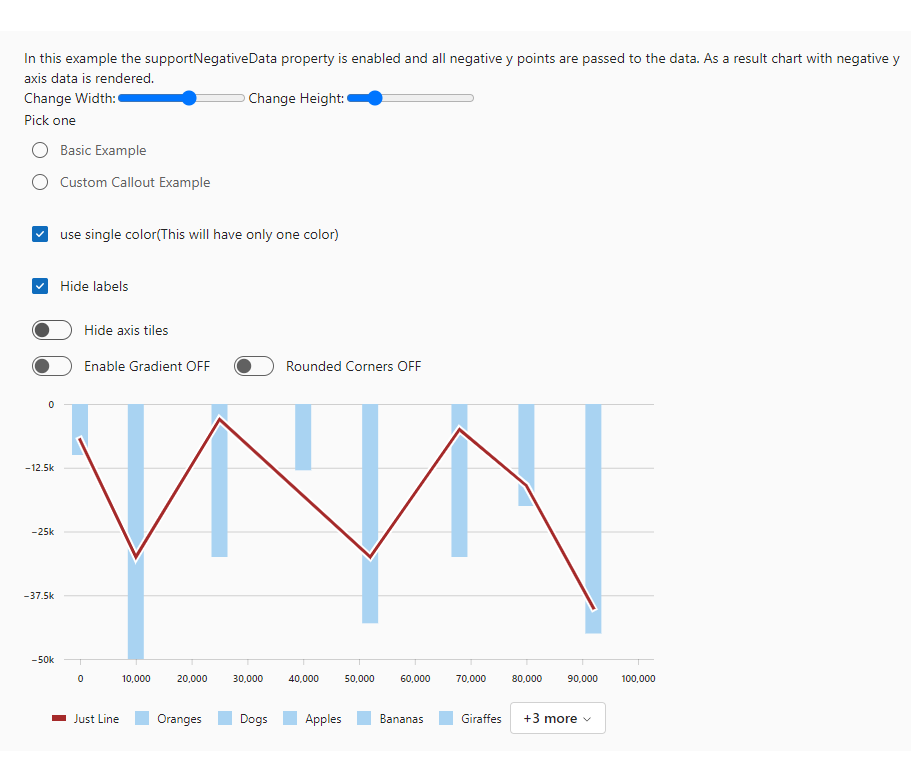 In this example the supportNegativeData property is enabled and all negative y points are passed to the data. As a result chart with negative y
axis data is rendered.
Change Width: Change Height:
Pick one
Basic Example
Custom Callout Example
use single color(This will have only one color)
Hide labels
Hide axis tiles
Enable Gradient OFF Rounded Corners OFF
0
−12.5k
−25k
−37.5k
−50k
0 10,000 20,000 30,000 40,000 50,000 60,000 70,000 80,000 90,000 100,000
Just Line Oranges Dogs Apples Bananas Giraffes +3 more